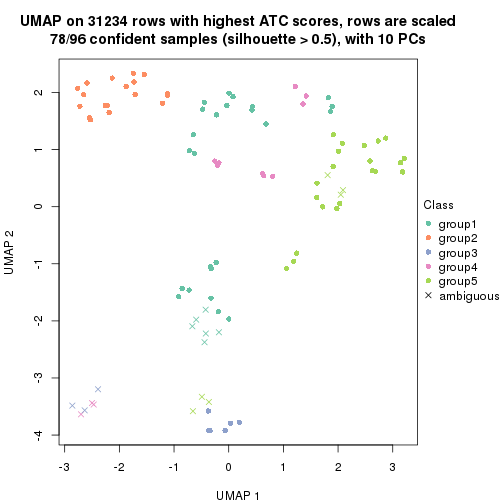 UMAP on 31234 rows with highest ATC scores, rows are scaled
78/96 confident samples (silhouette > 0.5), with 10 PCs
2
1
0
-1
-2
-3
-4
UMAP 2
-3
-2
-1
0
1
2
3
UMAP 1
Class
group1
group2
group3
group4
group5
ambiguous